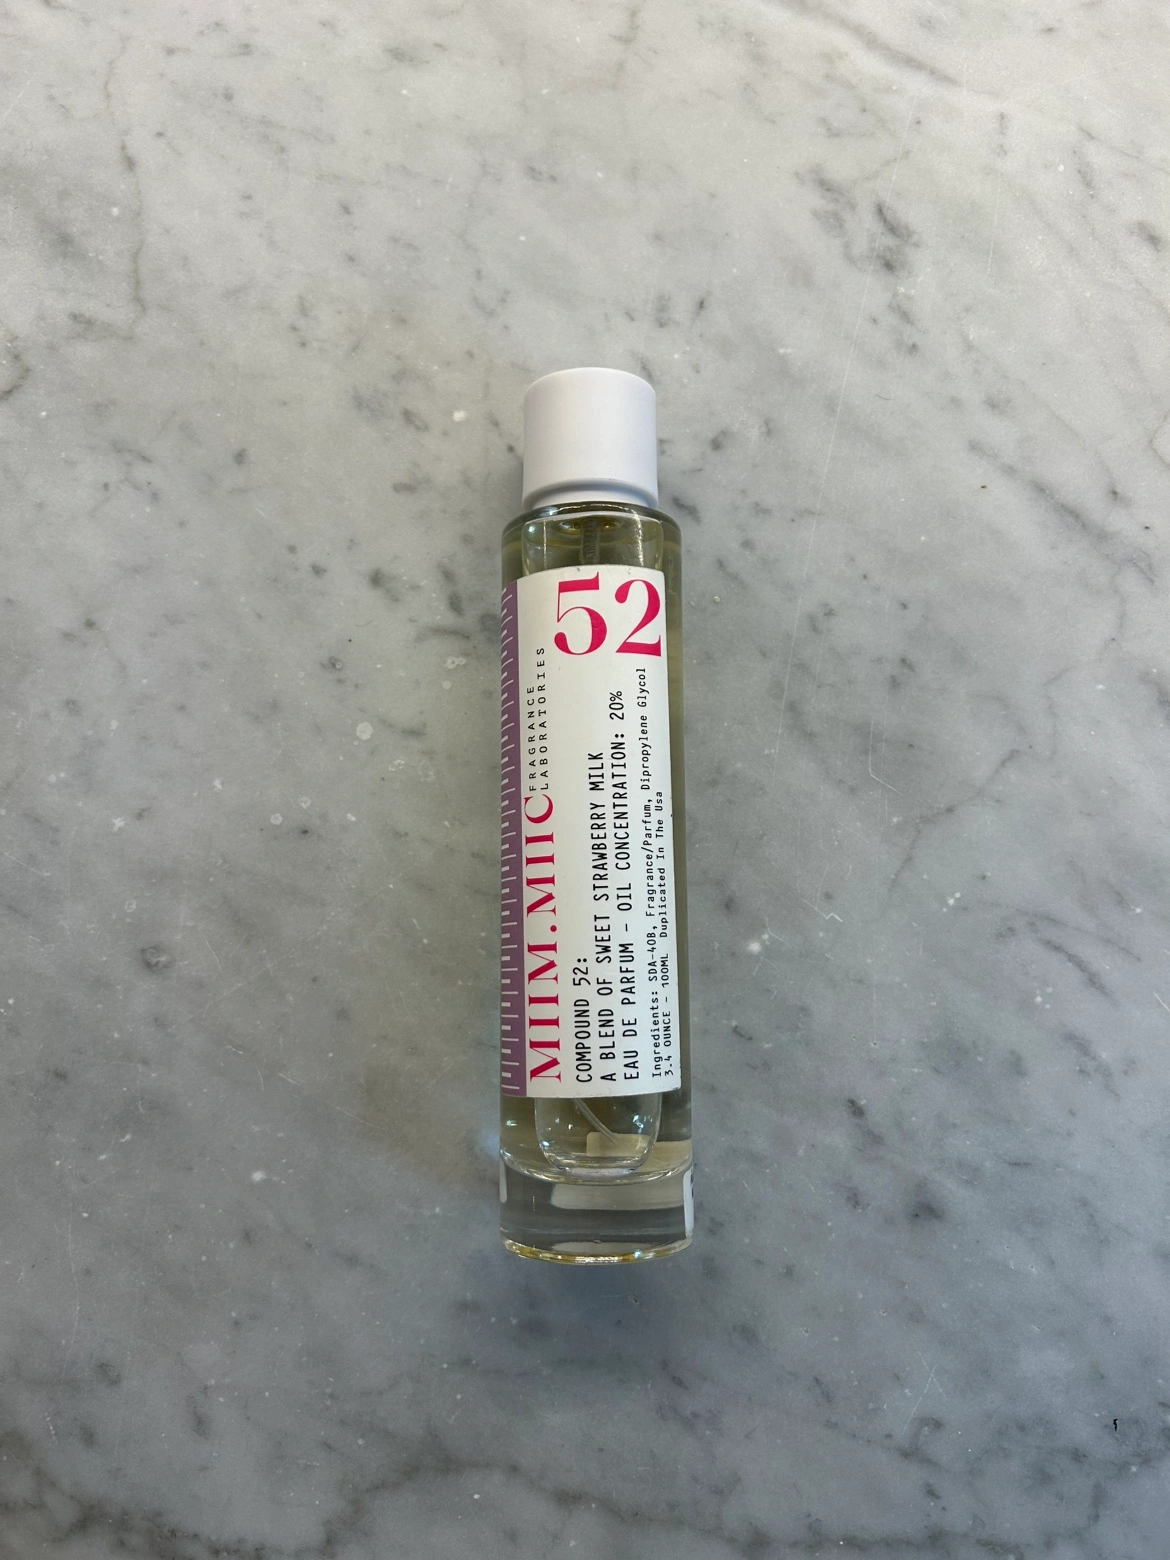 52
MIIM.MIIC
FRAGRANCE
LABORATORIES
COMPOUND 52:
A BLEND OF SWEET STRAWBERRY MILK
EAU DE PARFUM - OIL CONCENTRATION: 20%
Ingredients: SDA-40B, Fragrance/Parfum, Dipropylene Glycol
3.4 OUNCE - 100ML Duplicated In The Usa